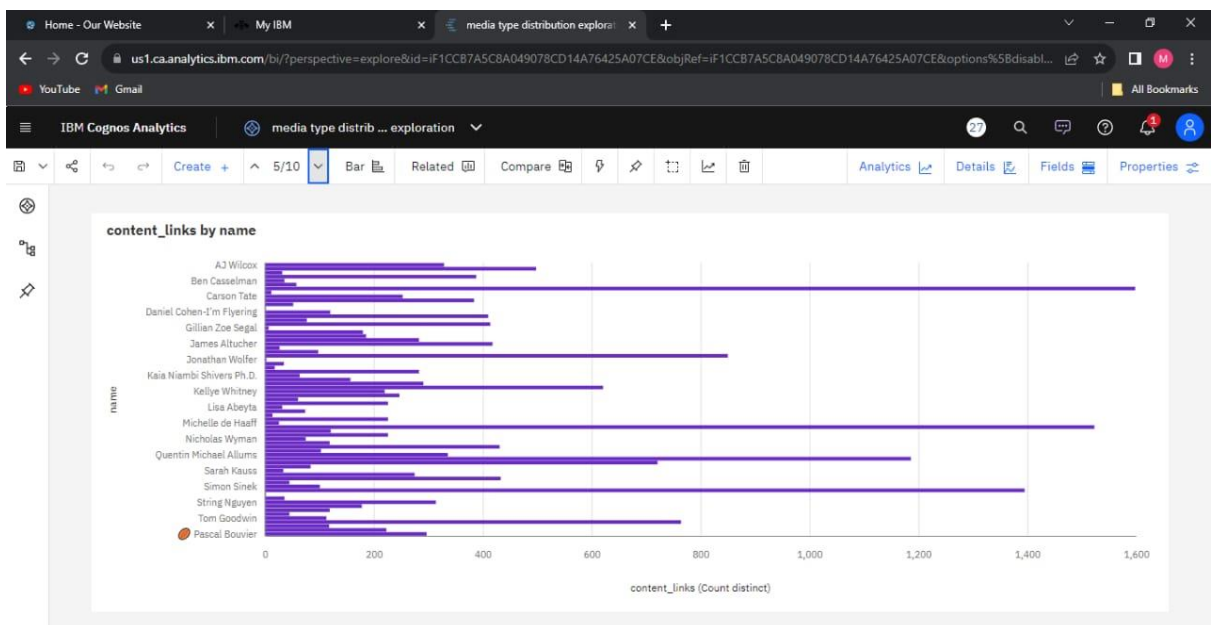 Home - Our Website
My IBM
media type distribution explorat
us1.ca.analytics.ibm.com/bi/?perspective=explore&id=iF1CCB7A5C8A049078CD14A76425A07CE&objRef=iF1CCB7A5C8A049078CD14A76425A07CE&options%5Bdisabl...
M
YouTube
Gmail
All Bookmarks
IBM Cognos Analytics
media type distrib ... exploration
27
1
Create +
5/10
Bar
Related
Compare
Analytics
Details
Fields
Properties
content_links by name
AJ Wilcox
Ben Casselman
Carson Tate
Daniel Cohen-I'm Flyering
Gillian Zoe Segal
James Altucher
Jonathan Wolfer
Kaia Niambi Shivers Ph.D.
Kellye Whitney
Lisa Abeyta
Michelle de Haaff
Nicholas Wyman
Quentin Michael Allums
Sarah Kauss
Simon Sinek
String Nguyen
Tom Goodwin
🏉 Pascal Bouvier
name
0 200 400 600 800 1,000 1,200 1,400 1,600
content_links (Count distinct)